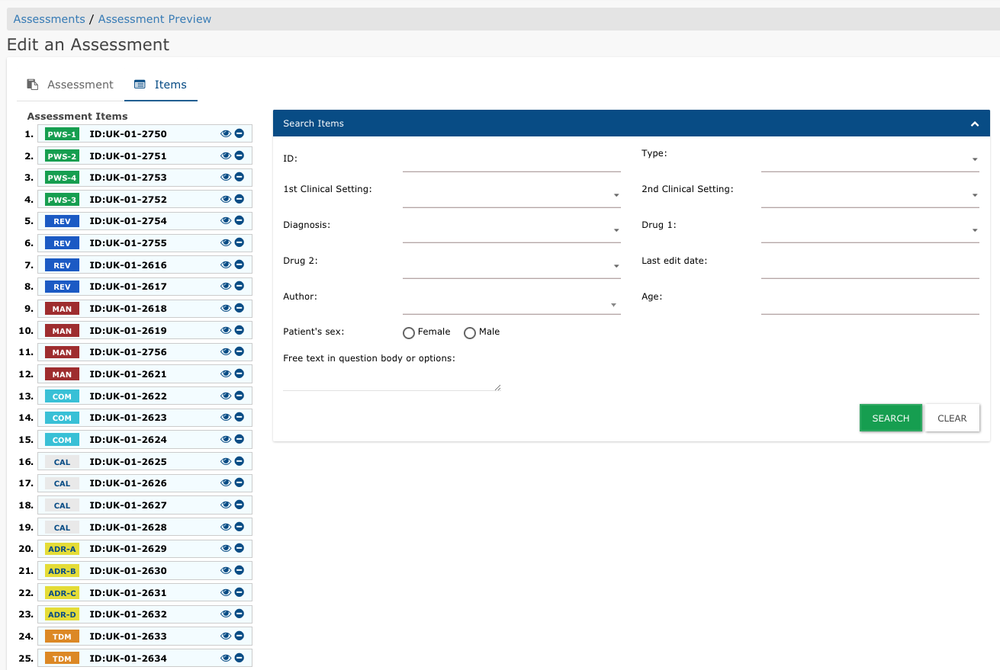 Assessments / Assessment Preview
Edit an Assessment
Assessment Items
Assessment Items
1. PWS-1 ID:UK-01-2750
2. PWS-2 ID:UK-01-2751
3. PWS-4 ID:UK-01-2753
4. PWS-3 ID:UK-01-2752
5. REV ID:UK-01-2754
6. REV ID:UK-01-2755
7. REV ID:UK-01-2616
8. REV ID:UK-01-2617
9. MAN ID:UK-01-2618
10. MAN ID:UK-01-2619
11. MAN ID:UK-01-2756
12. MAN ID:UK-01-2621
13. COM ID:UK-01-2622
14. COM ID:UK-01-2623
15. COM ID:UK-01-2624
16. CAL ID:UK-01-2625
17. CAL ID:UK-01-2626
18. CAL ID:UK-01-2627
19. CAL ID:UK-01-2628
20. ADR-A ID:UK-01-2629
21. ADR-B ID:UK-01-2630
22. ADR-C ID:UK-01-2631
23. ADR-D ID:UK-01-2632
24. TDM ID:UK-01-2633
25. TDM ID:UK-01-2634
Search Items
ID: Type:
1st Clinical Setting: 2nd Clinical Setting:
Diagnosis: Drug 1:
Drug 2: Last edit date:
Author: Age:
Patient's sex: Female Male
Free text in question body or options:
SEARCH CLEAR